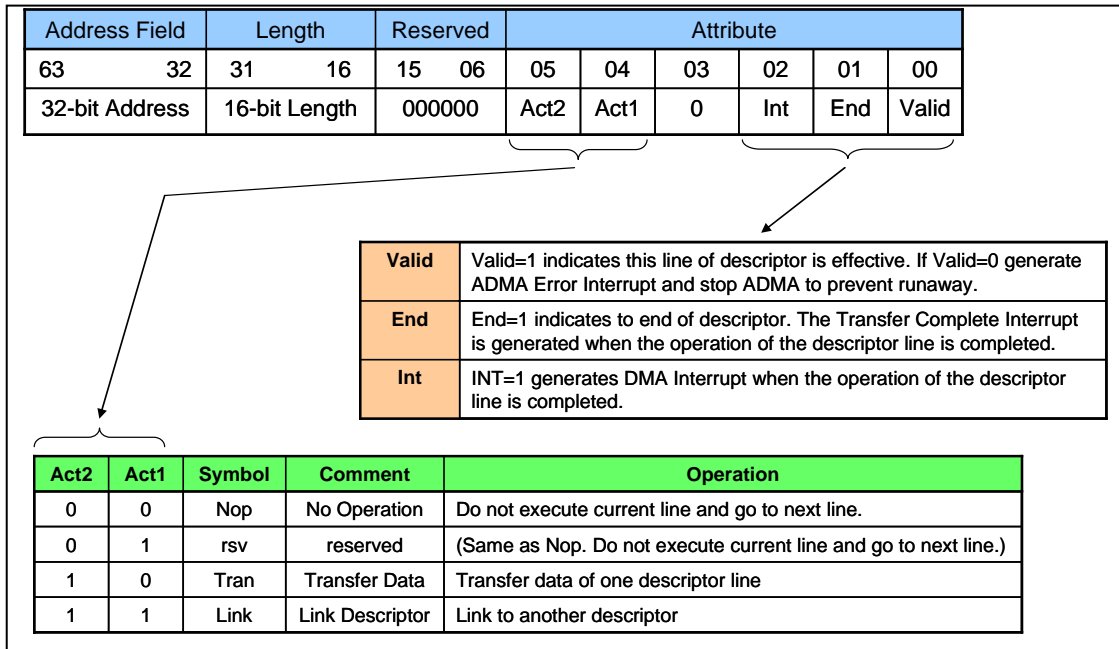 Address Field Length Reserved Attribute
63 32 31 16 15 06 05 04 03 02 01 00
32-bit Address 16-bit Length 000000 Act2 Act1 0 Int End Valid
Valid Valid=1 indicates this line of descriptor is effective. If Valid=0 generate
ADMA Error Interrupt and stop ADMA to prevent runaway.
End End=1 indicates to end of descriptor. The Transfer Complete Interrupt
is generated when the operation of the descriptor line is completed.
Int INT=1 generates DMA Interrupt when the operation of the descriptor
line is completed.
Act2 Act1 Symbol Comment Operation
0 0 Nop No Operation Do not execute current line and go to next line.
0 1 rsv reserved (Same as Nop. Do not execute current line and go to next line.)
1 0 Tran Transfer Data Transfer data of one descriptor line
1 1 Link Link Descriptor Link to another descriptor